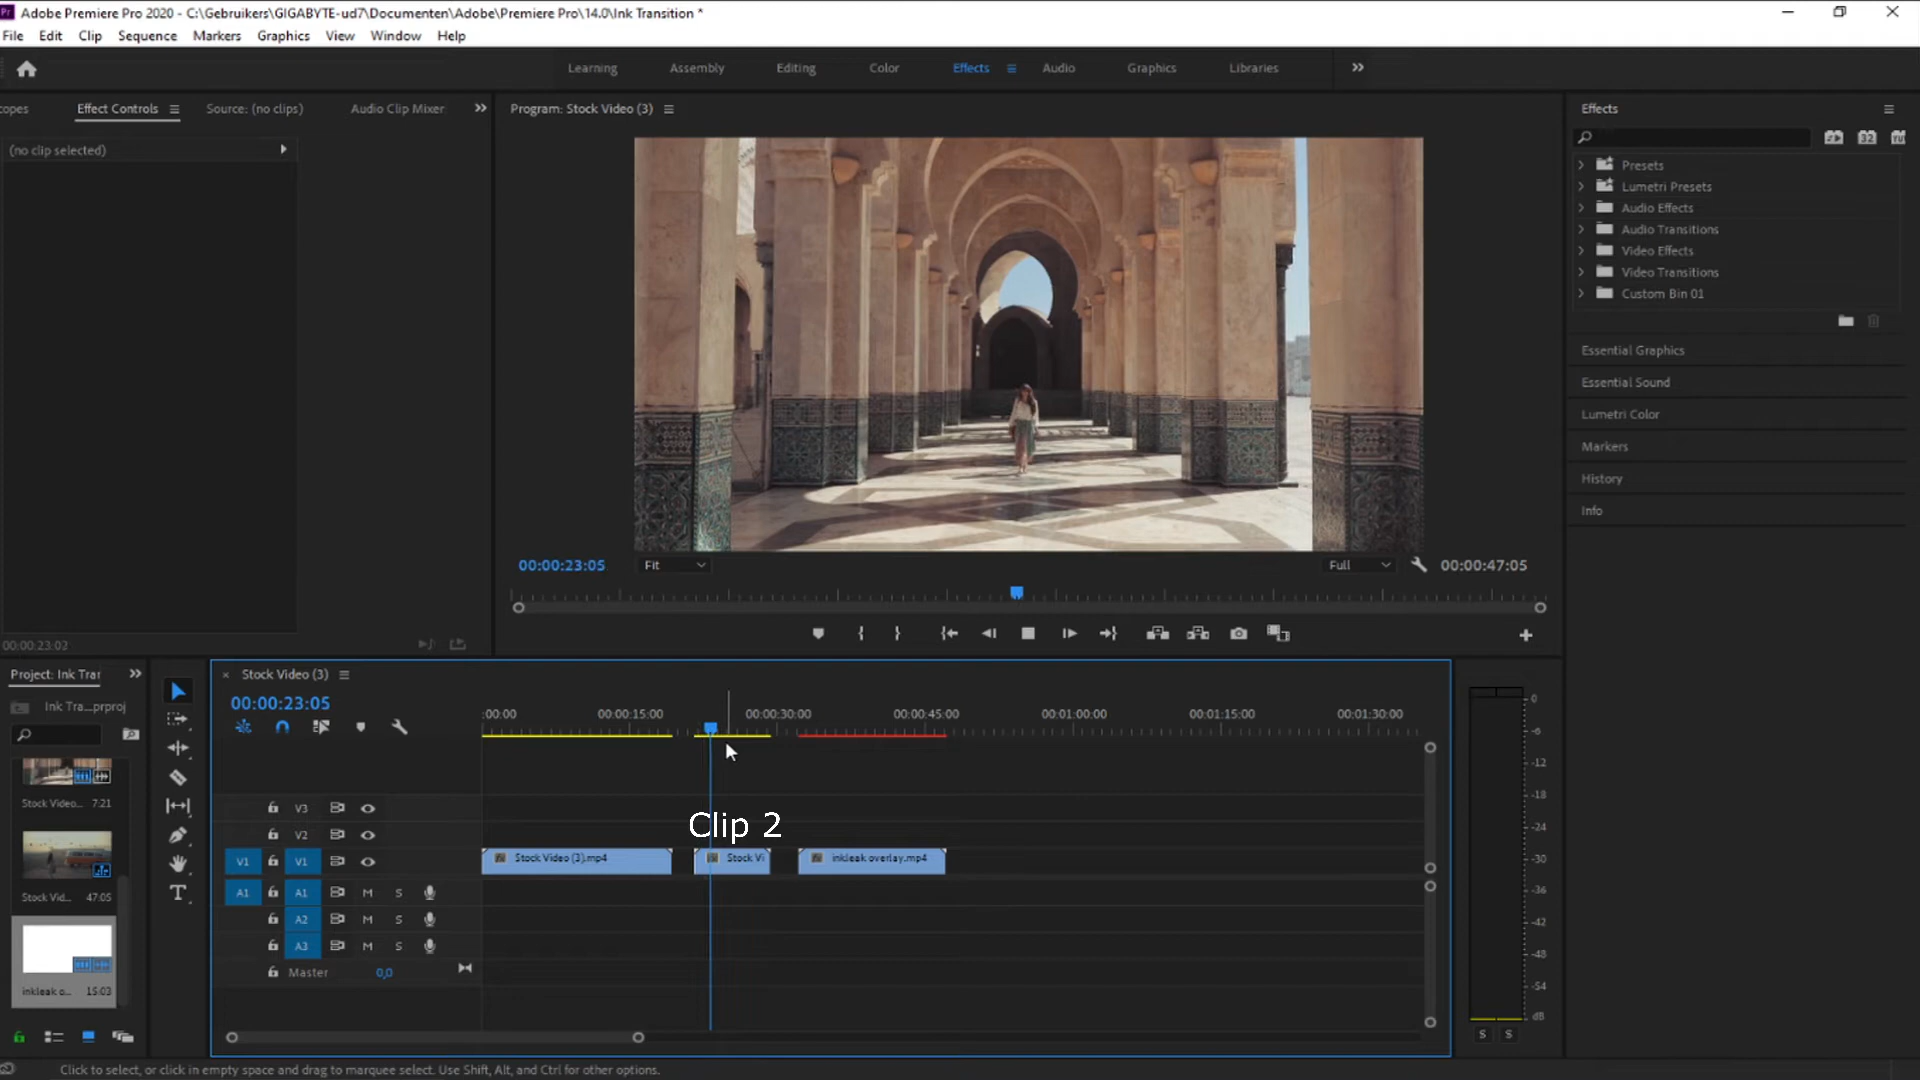 Adobe Premiere Pro 2020 - C:\Gebruikers\GIGABYTE-ud7\Documenten\Adobe\Premiere Pro\14.0\Ink Transition *
File Edit Clip Sequence Markers Graphics View Window Help
Learning Assembly Editing Color Effects Audio Graphics Libraries
copes Effect Controls Source: (no clips) Audio Clip Mixer
Program: Stock Video (3)
Effects
(no clip selected)
Presets
Lumetri Presets
Audio Effects
Audio Transitions
Video Effects
Video Transitions
Custom Bin 01
Essential Graphics
Essential Sound
Lumetri Color
Markers
History
Info
00:00:23:05 Fit Full 00:00:47:05
00:00:23:02
Project: Ink Trar
Ink Tra...prproj
Stock Video... 7:21
Stock Vid... 47:05
inkleak o... 15:03
Stock Video (3)
00:00:23:05
:00:00 00:00:15:00 00:00:30:00 00:00:45:00 00:01:00:00 00:01:15:00 00:01:30:00
V3
Clip 2
V2
V1 V1 Stock Video (3).mp4 Stock Vi inkleak overlay.mp4
A1 A1 M S
A2 M S
A3 M S
Master 0,0
0
-6
-12
-18
-24
-30
-36
-42
-48
-54
dB
S S
Click to select, or click in empty space and drag to marquee select. Use Shift, Alt, and Ctrl for other options.